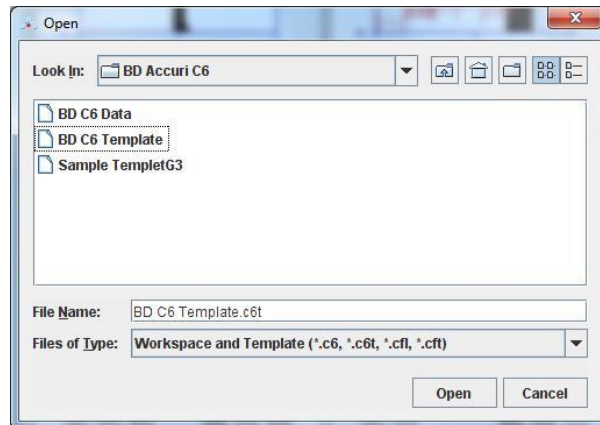 Open
Look In: BD Accuri C6
BD C6 Data
BD C6 Template
Sample TempletG3
File Name: BD C6 Template.c6t
Files of Type: Workspace and Template (*.c6, *.c6t, *.cfl, *.cft)
Open Cancel